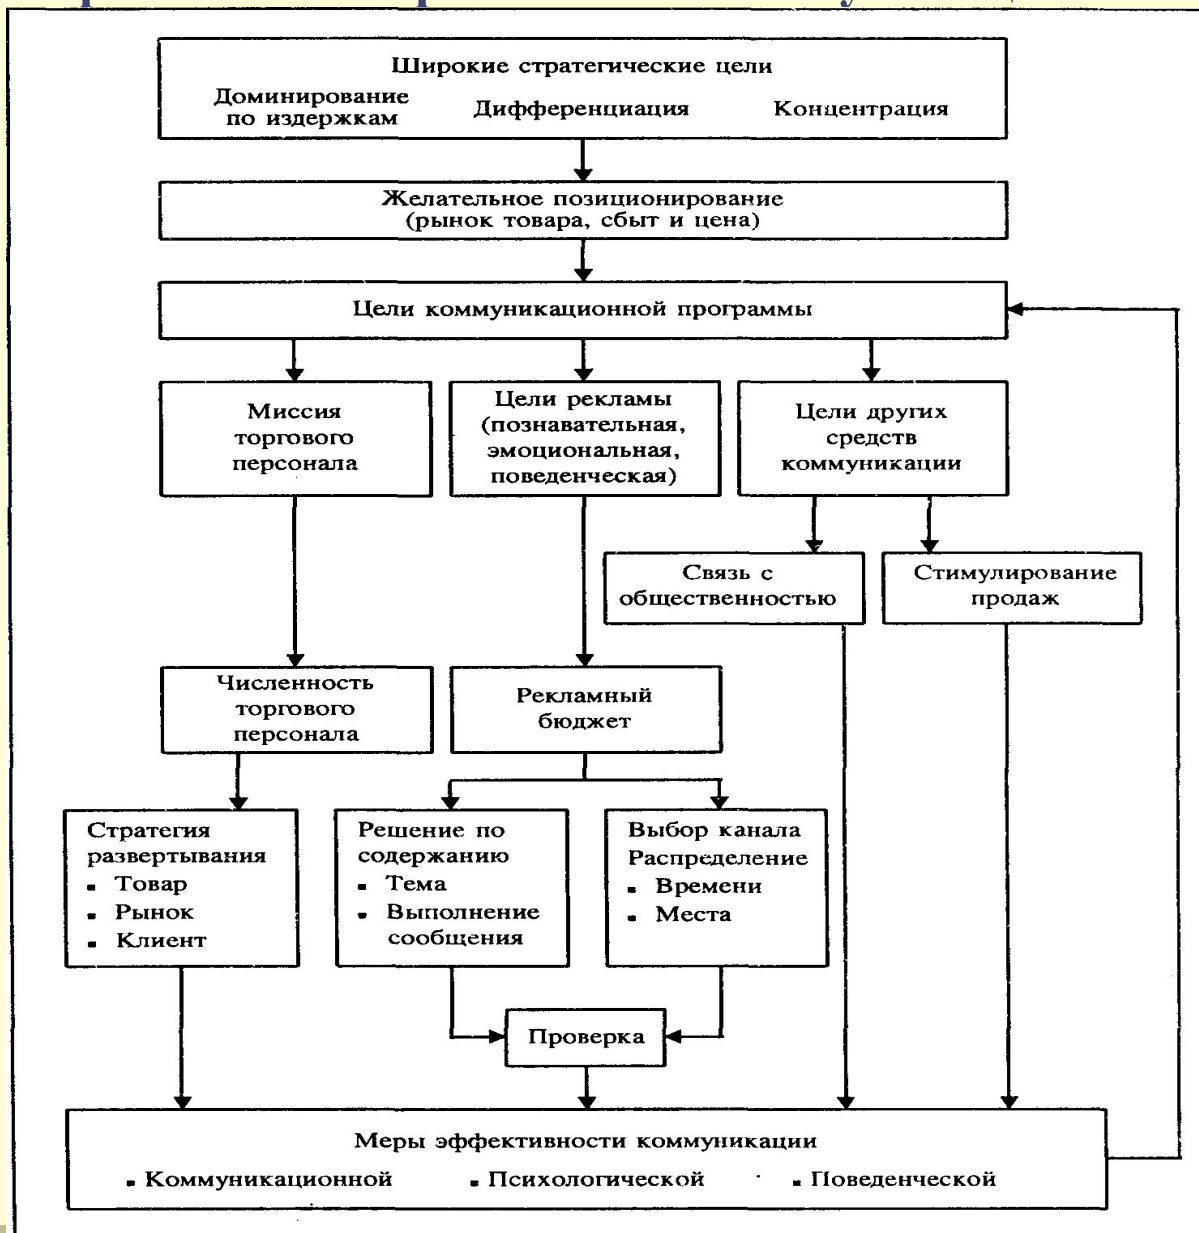 Широкие стратегические цели
Доминирование
по издержкам
Дифференциация
Концентрация
Желательное позиционирование
(рынок товара, сбыт и цена)
Цели коммуникационной программы
Миссия
торгового
персонала
Цели рекламы
(познавательная,
эмоциональная,
поведенческая)
Цели других
средств
коммуникации
Связь с
общественностью
Стимулирование
продаж
Численность
торгового
персонала
Рекламный
бюджет
Стратегия
развертывания
▪ Товар
▪ Рынок
▪ Клиент
Решение по
содержанию
▪ Тема
▪ Выполнение
сообщения
Выбор канала
Распределение
▪ Времени
▪ Места
Проверка
Меры эффективности коммуникации
▪ Коммуникационной
▪ Психологической
▪ Поведенческой